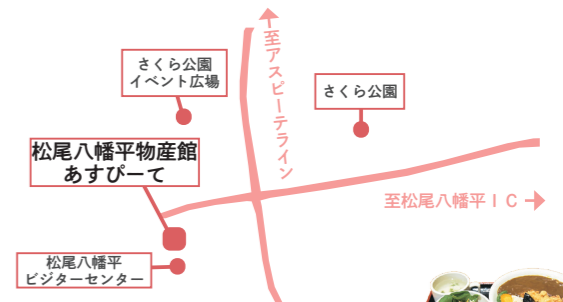 さくら公園
イベント広場
至アスピーテライン
さくら公園
松尾八幡平物産館
あすぴーて
至松尾八幡平ＩＣ
松尾八幡平
ビジターセンター